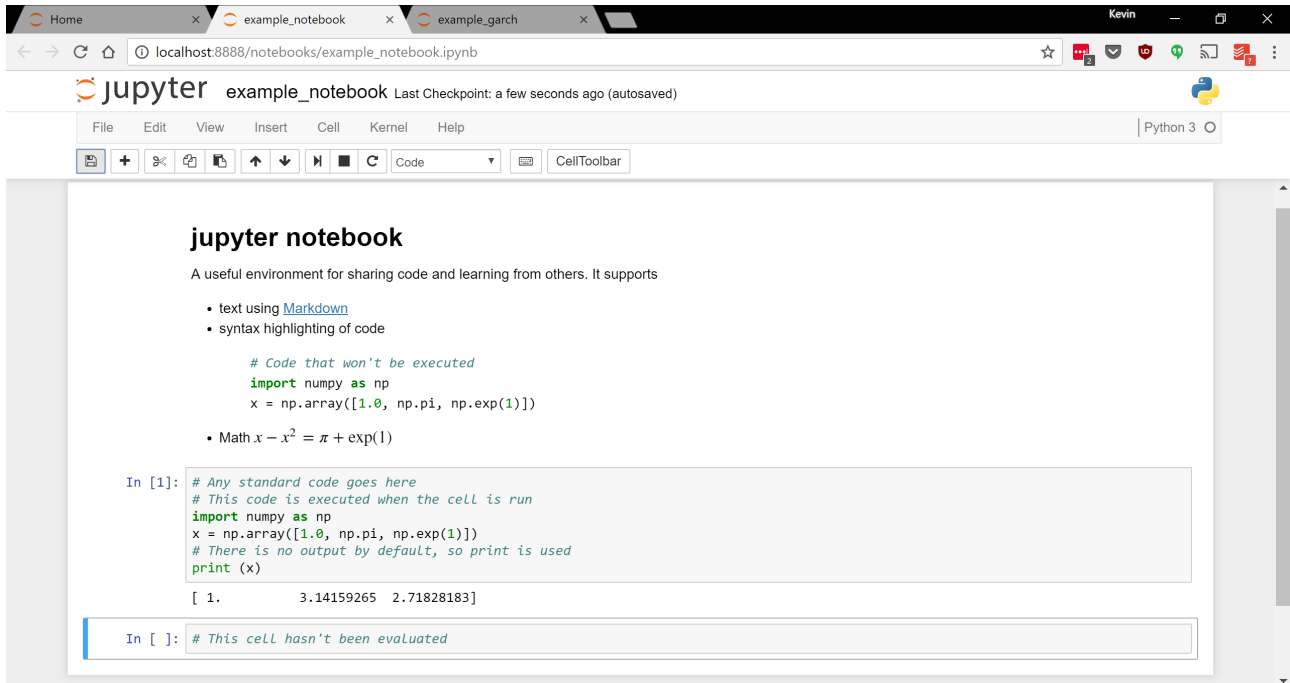 Home
example_notebook
example_garch
Kevin
localhost:8888/notebooks/example_notebook.ipynb
2
?
jupyter example_notebook Last Checkpoint: a few seconds ago (autosaved)
File Edit View Insert Cell Kernel Help
Python 3
Code
CellToolbar
jupyter notebook
A useful environment for sharing code and learning from others. It supports
• text using Markdown
• syntax highlighting of code
# Code that won't be executed
import numpy as np
x = np.array([1.0, np.pi, np.exp(1)])
• Math x − x² = π + exp(1)
In [1]: # Any standard code goes here
# This code is executed when the cell is run
import numpy as np
x = np.array([1.0, np.pi, np.exp(1)])
# There is no output by default, so print is used
print (x)
[ 1.          3.14159265  2.71828183]
In [ ]: # This cell hasn't been evaluated